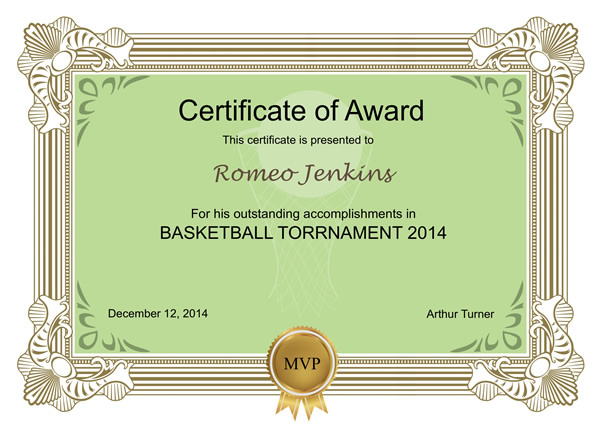 Certificate of Award
This certificate is presented to
Romeo Jenkins
For his outstanding accomplishments in
BASKETBALL TORRNAMENT 2014
December 12, 2014
Arthur Turner
MVP